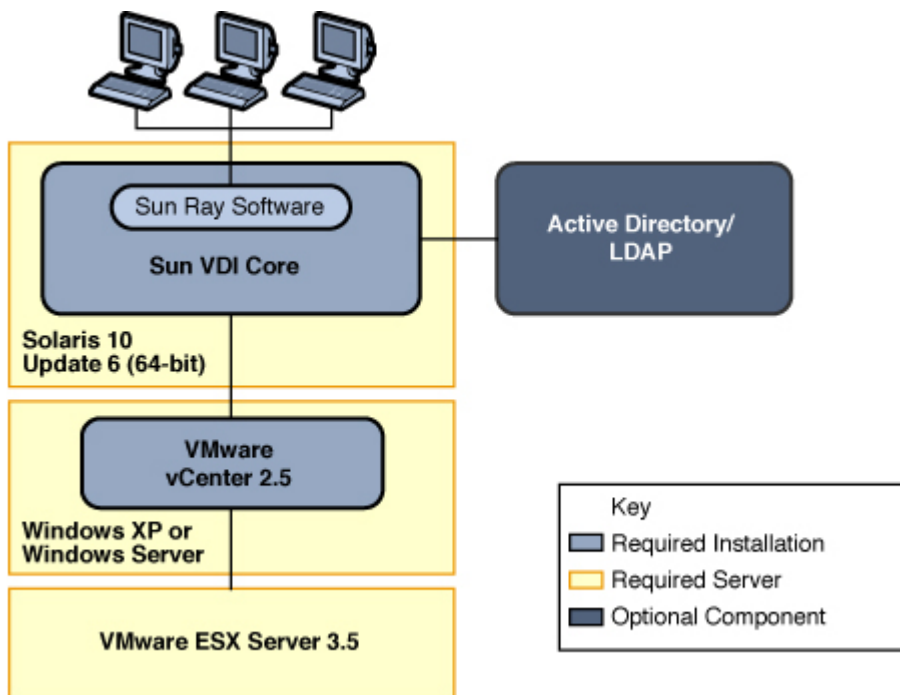 Sun Ray Software
Sun VDI Core
Active Directory/
LDAP
Solaris 10
Update 6 (64-bit)
VMware
vCenter 2.5
Windows XP or
Windows Server
VMware ESX Server 3.5
Key
Required Installation
Required Server
Optional Component